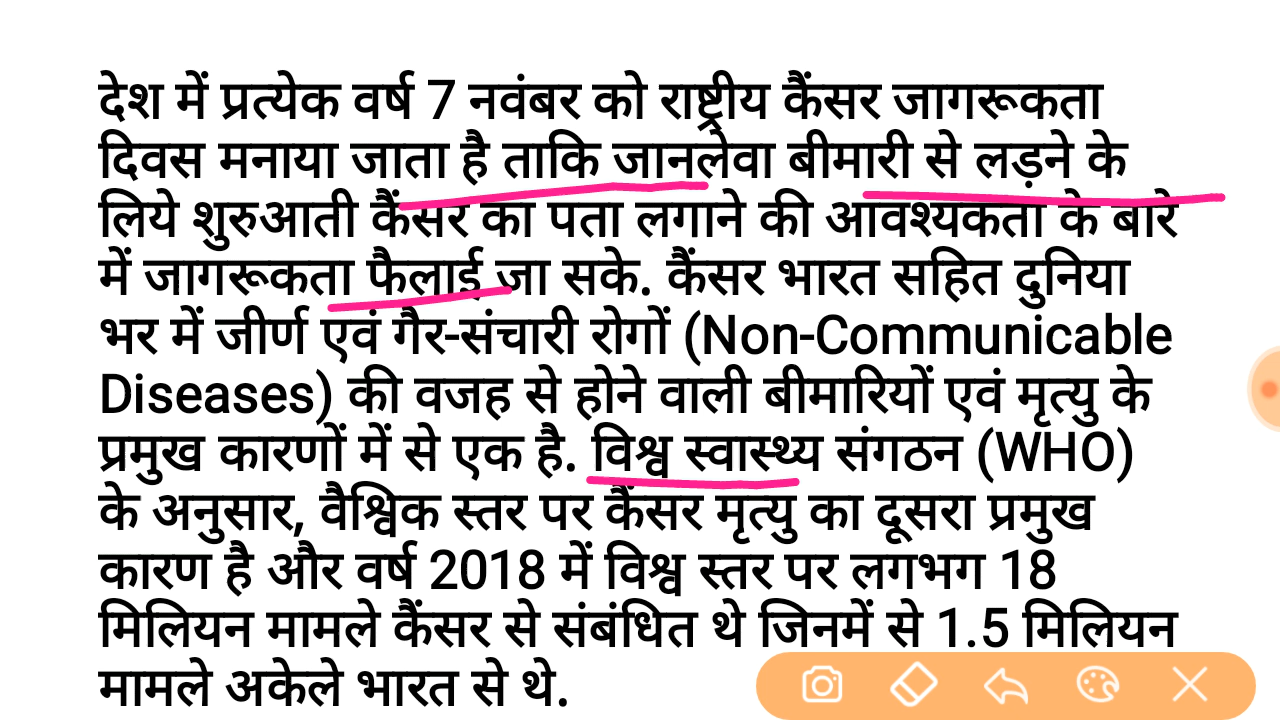 देश में प्रत्येक वर्ष 7 नवंबर को राष्ट्रीय कैंसर जागरूकता
दिवस मनाया जाता है ताकि जानलेवा बीमारी से लड़ने के
लिये शुरुआती कैंसर का पता लगाने की आवश्यकता के बारे
में जागरूकता फैलाई जा सके. कैंसर भारत सहित दुनिया
भर में जीर्ण एवं गैर-संचारी रोगों (Non-Communicable
Diseases) की वजह से होने वाली बीमारियों एवं मृत्यु के
प्रमुख कारणों में से एक है. विश्व स्वास्थ्य संगठन (WHO)
के अनुसार, वैश्विक स्तर पर कैंसर मृत्यु का दूसरा प्रमुख
कारण है और वर्ष 2018 में विश्व स्तर पर लगभग 18
मिलियन मामले कैंसर से संबंधित थे जिनमें से 1.5 मिलियन
मामले अकेले भारत से थे.